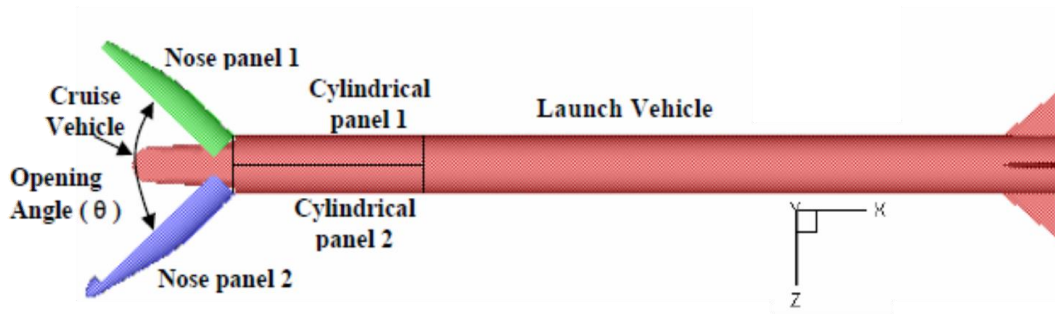 Nose panel 1
Cruise
Vehicle
Cylindrical
panel 1
Launch Vehicle
Opening
Angle ( θ )
Cylindrical
panel 2
Nose panel 2
Y
X
Z